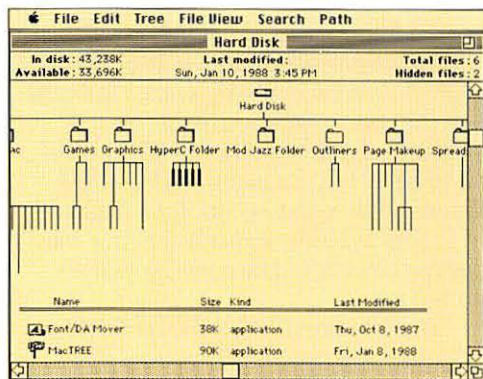 File Edit Tree File View Search Path
Hard Disk
In disk: 43,238K Last modified: Total files: 6
Available: 33,696K Sun, Jan 10, 1988 3:45 PM Hidden files: 2
Hard Disk
ac Games Graphics HyperC Folder Mod Jazz Folder Outliners Page Makeup Spread
Name Size Kind Last Modified
Font/DA Mover 38K application Thu, Oct 8, 1987
MacTREE 90K application Fri, Jan 8, 1988